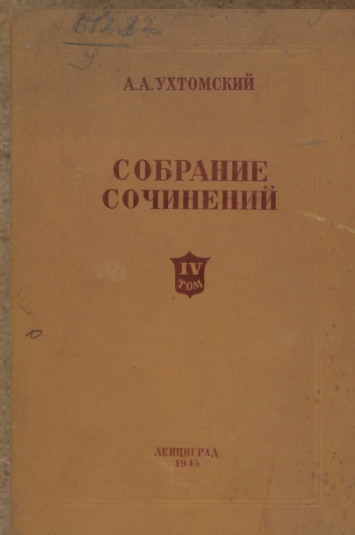 А.А.УХТОМСКИЙ
СОБРАНИЕ
СОЧИНЕНИЙ
IV
ТОМ
ЛЕНИНГРАД
1945